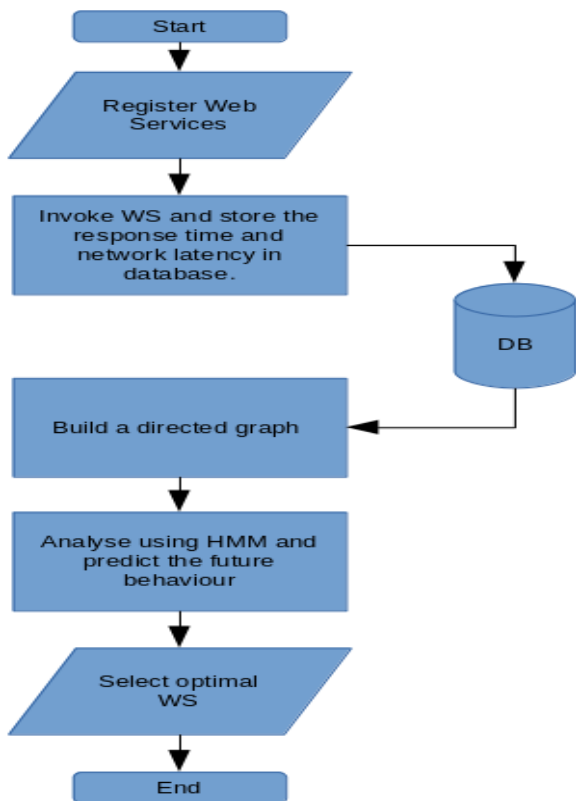 Start
Register Web
Services
Invoke WS and store the
response time and
network latency in
database.
DB
Build a directed graph
Analyse using HMM and
predict the future
behaviour
Select optimal
WS
End